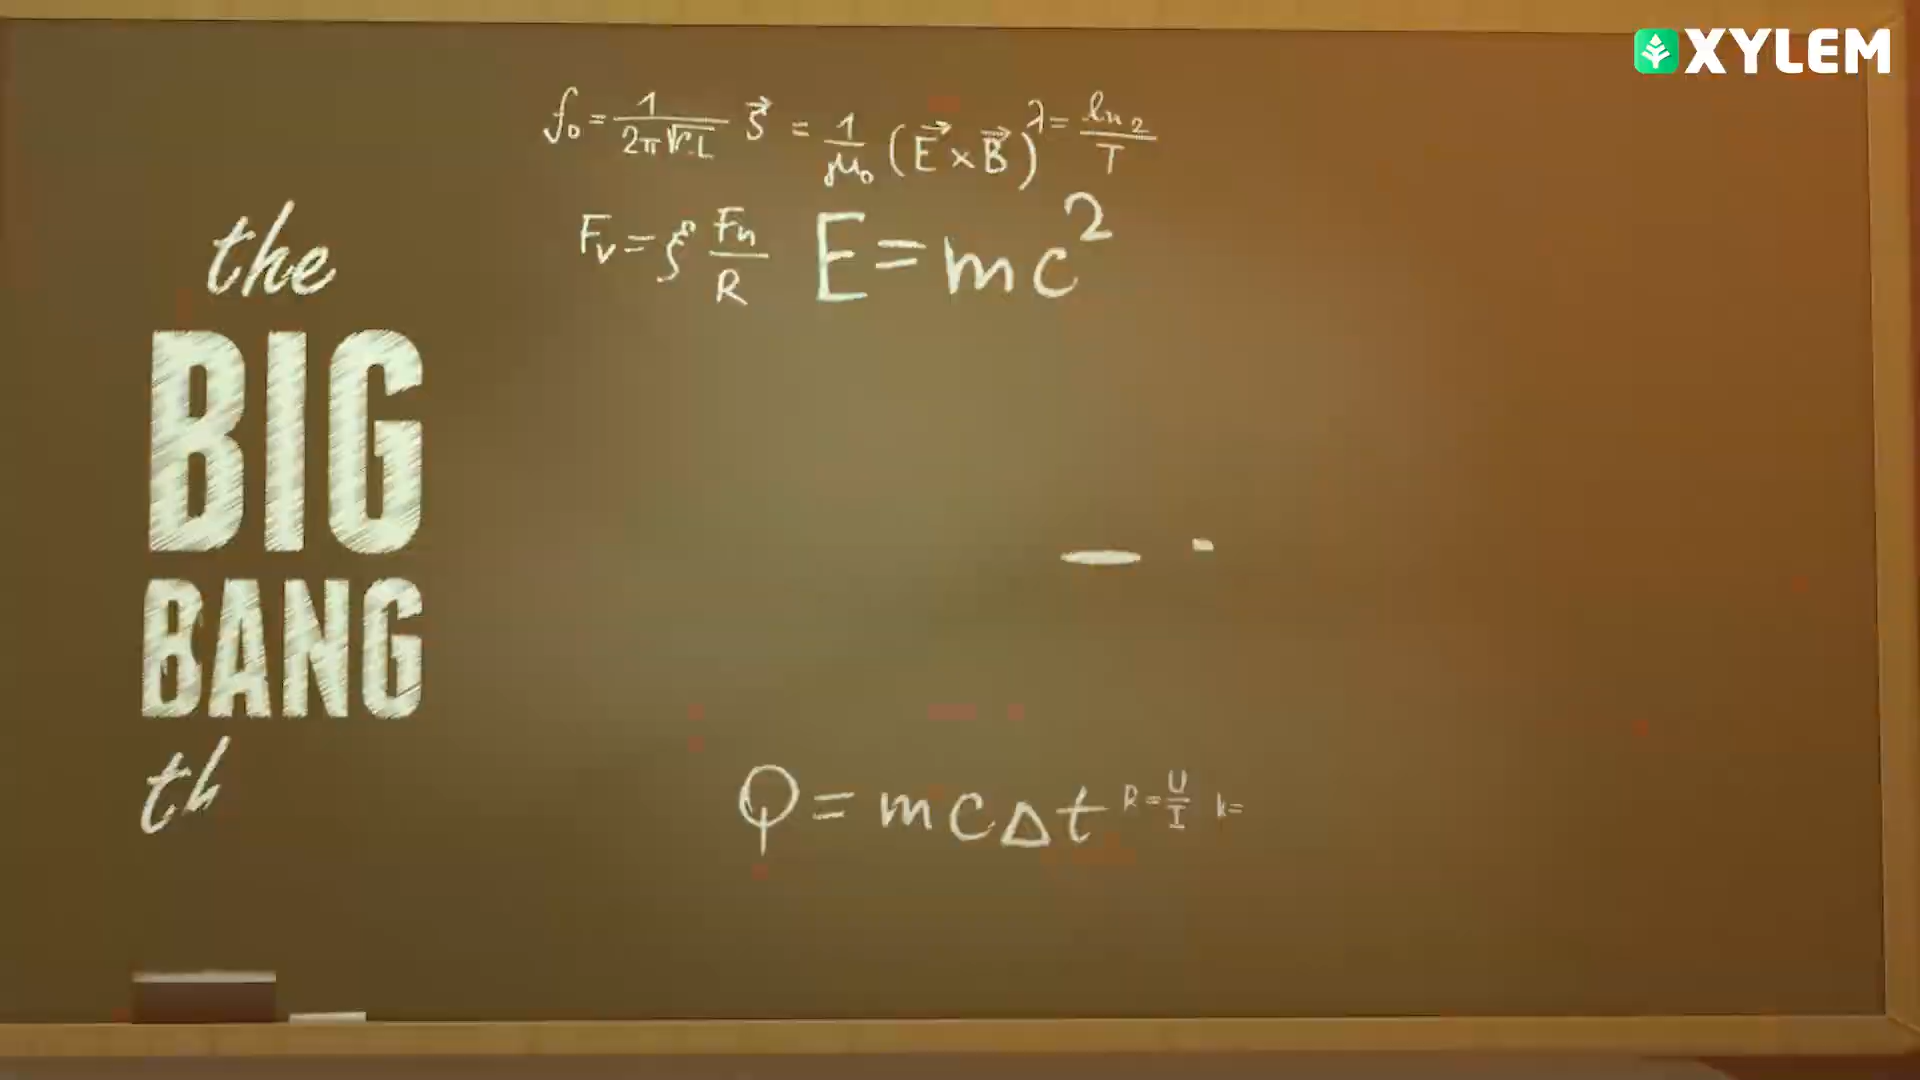 XYLEM
f₀ = 1 / 2π√C.L
S⃗ = 1/μ₀ (E⃗ × B⃗)
λ = ln 2 / T
Fᵥ = ξ Fn / R
E = mc²
the
BIG
BANG
th
Q = mcΔt
R = U / I
k =